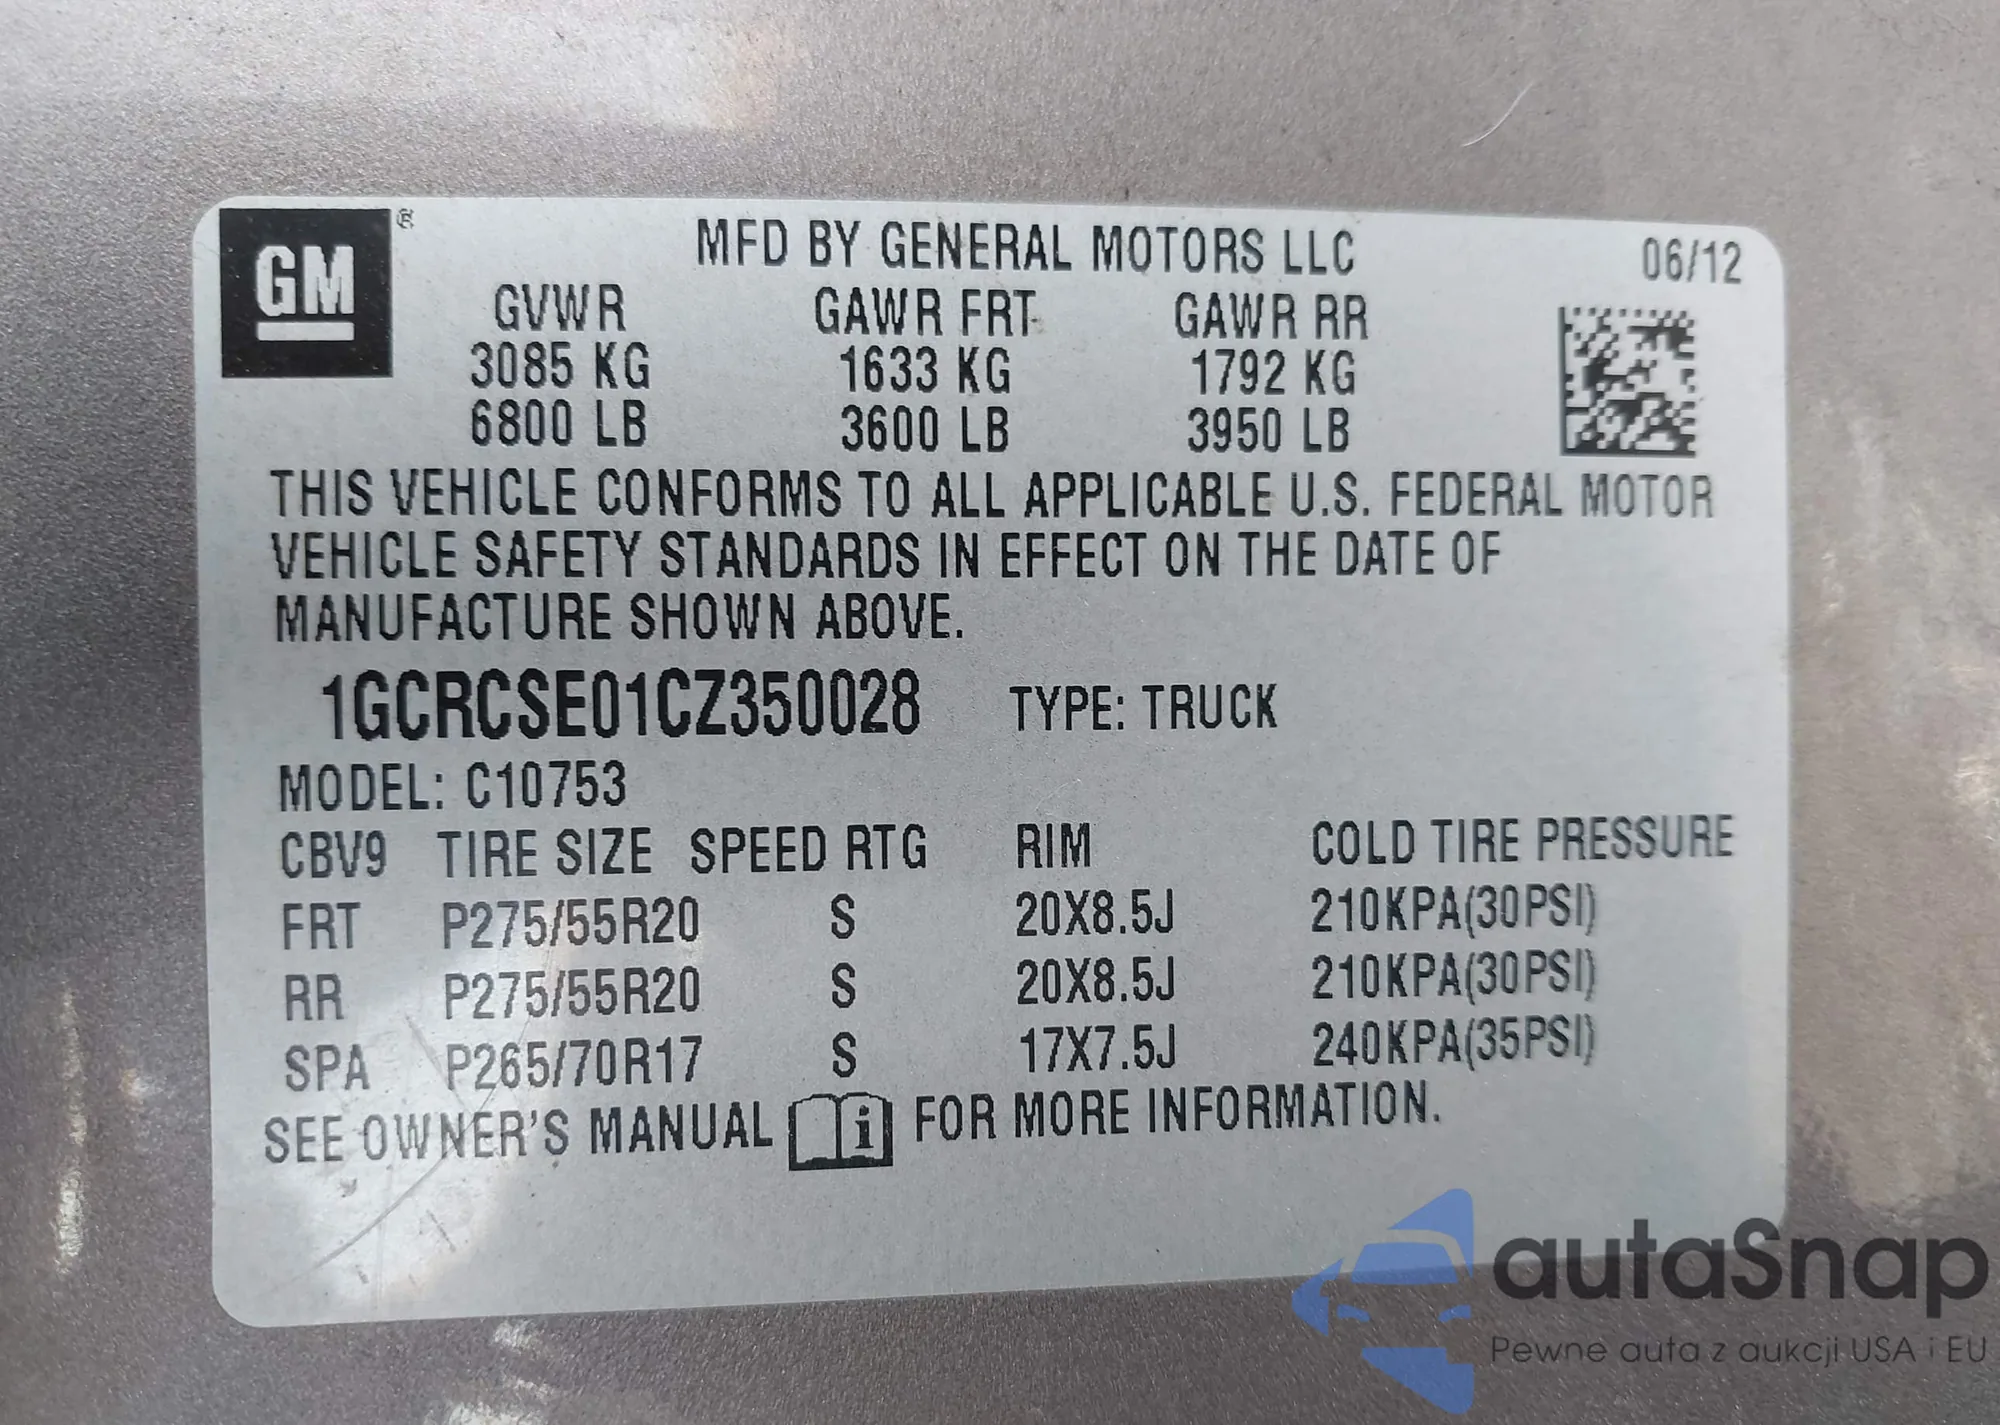 GM ®
MFD BY GENERAL MOTORS LLC 06/12
GVWR GAWR FRT GAWR RR
3085 KG 1633 KG 1792 KG
6800 LB 3600 LB 3950 LB
THIS VEHICLE CONFORMS TO ALL APPLICABLE U.S. FEDERAL MOTOR
VEHICLE SAFETY STANDARDS IN EFFECT ON THE DATE OF
MANUFACTURE SHOWN ABOVE.
1GCRCSE01CZ350028 TYPE: TRUCK
MODEL: C10753
CBV9 TIRE SIZE SPEED RTG RIM COLD TIRE PRESSURE
FRT P275/55R20 S 20X8.5J 210KPA(30PSI)
RR P275/55R20 S 20X8.5J 210KPA(30PSI)
SPA P265/70R17 S 17X7.5J 240KPA(35PSI)
SEE OWNER'S MANUAL i FOR MORE INFORMATION.
autaSnap
Pewne auta z aukcji USA i EU